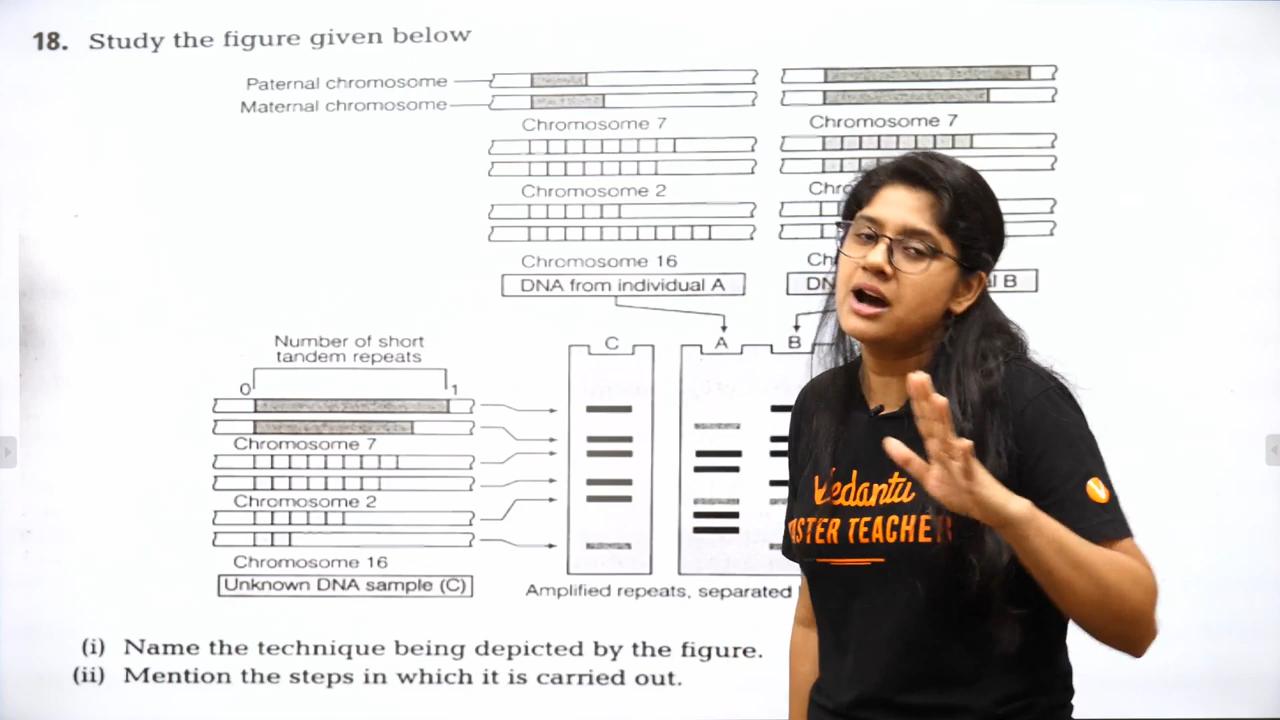 18. Study the figure given below
Paternal chromosome
Maternal chromosome
Chromosome 7
Chromosome 2
Chromosome 16
DNA from individual A
Chromosome 7
B
Number of short
tandem repeats
0 1
Chromosome 7
Chromosome 2
Chromosome 16
Unknown DNA sample (C)
C
A
B
Amplified repeats, separated
(i) Name the technique being depicted by the figure.
(ii) Mention the steps in which it is carried out.
Vedantu
V